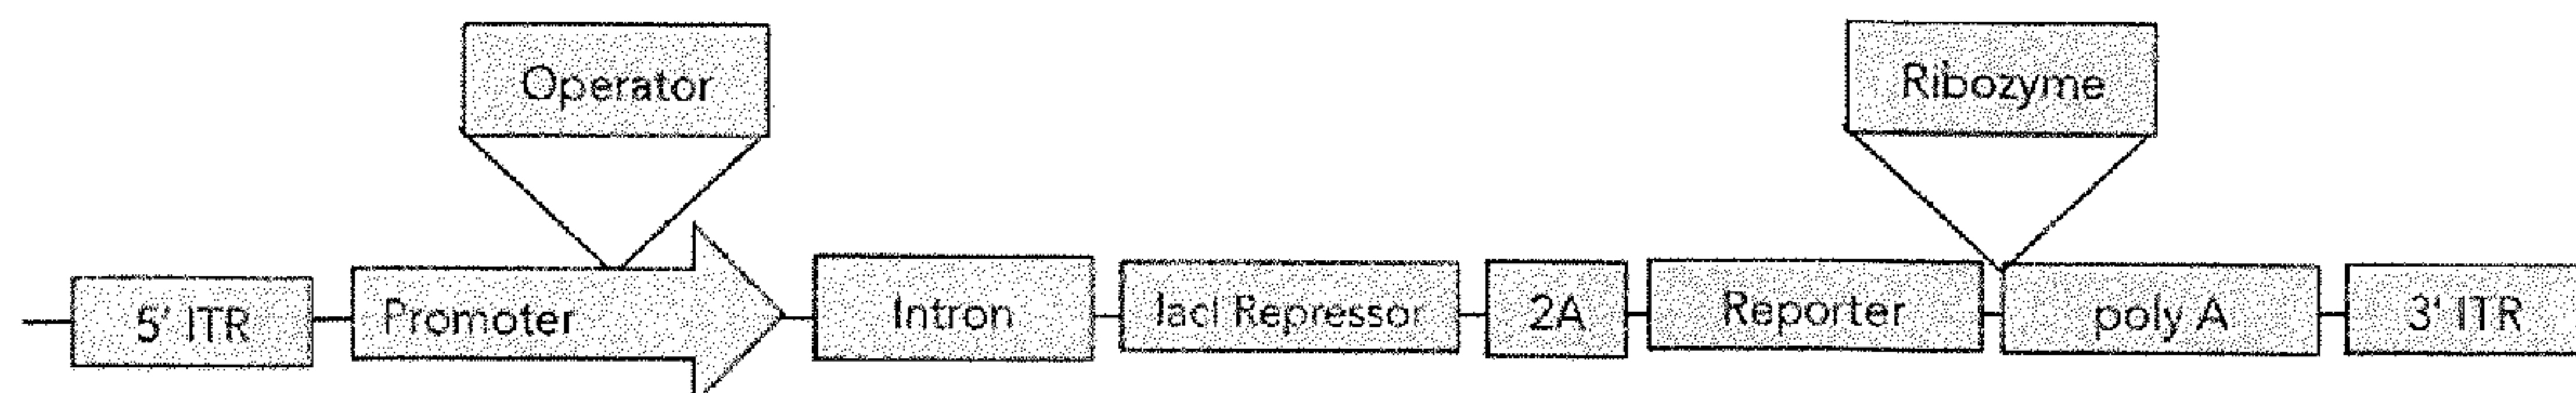 Operator
Ribozyme
5' ITR
Promoter
Intron
lacI Repressor
2A
Reporter
poly A
3' ITR